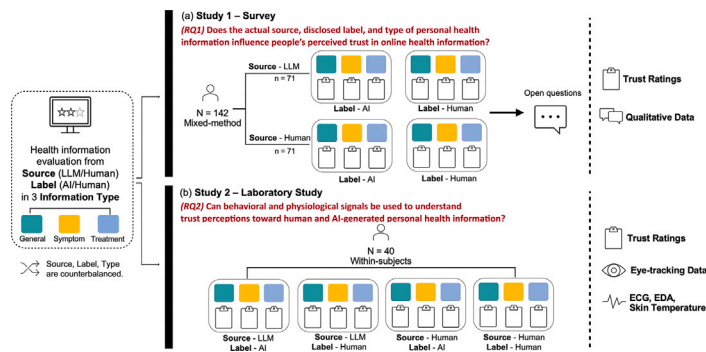 (a) Study 1 – Survey
(RQ1) Does the actual source, disclosed label, and type of personal health
information influence people's perceived trust in online health information?
Source - LLM
n = 71
Label - AI
Label - Human
N = 142
Mixed-method
Source - Human
n = 71
Label - AI
Label - Human
Open questions
Trust Ratings
Qualitative Data
Health information
evaluation from
Source (LLM/Human)
Label (AI/Human)
in 3 Information Type
General
Symptom
Treatment
Source, Label, Type
are counterbalanced.
(b) Study 2 – Laboratory Study
(RQ2) Can behavioral and physiological signals be used to understand
trust perceptions toward human and AI-generated personal health information?
N = 40
Within-subjects
Source - LLM
Label - AI
Source - LLM
Label - Human
Source - Human
Label - AI
Source - Human
Label - Human
Trust Ratings
Eye-tracking Data
ECG, EDA,
Skin Temperature